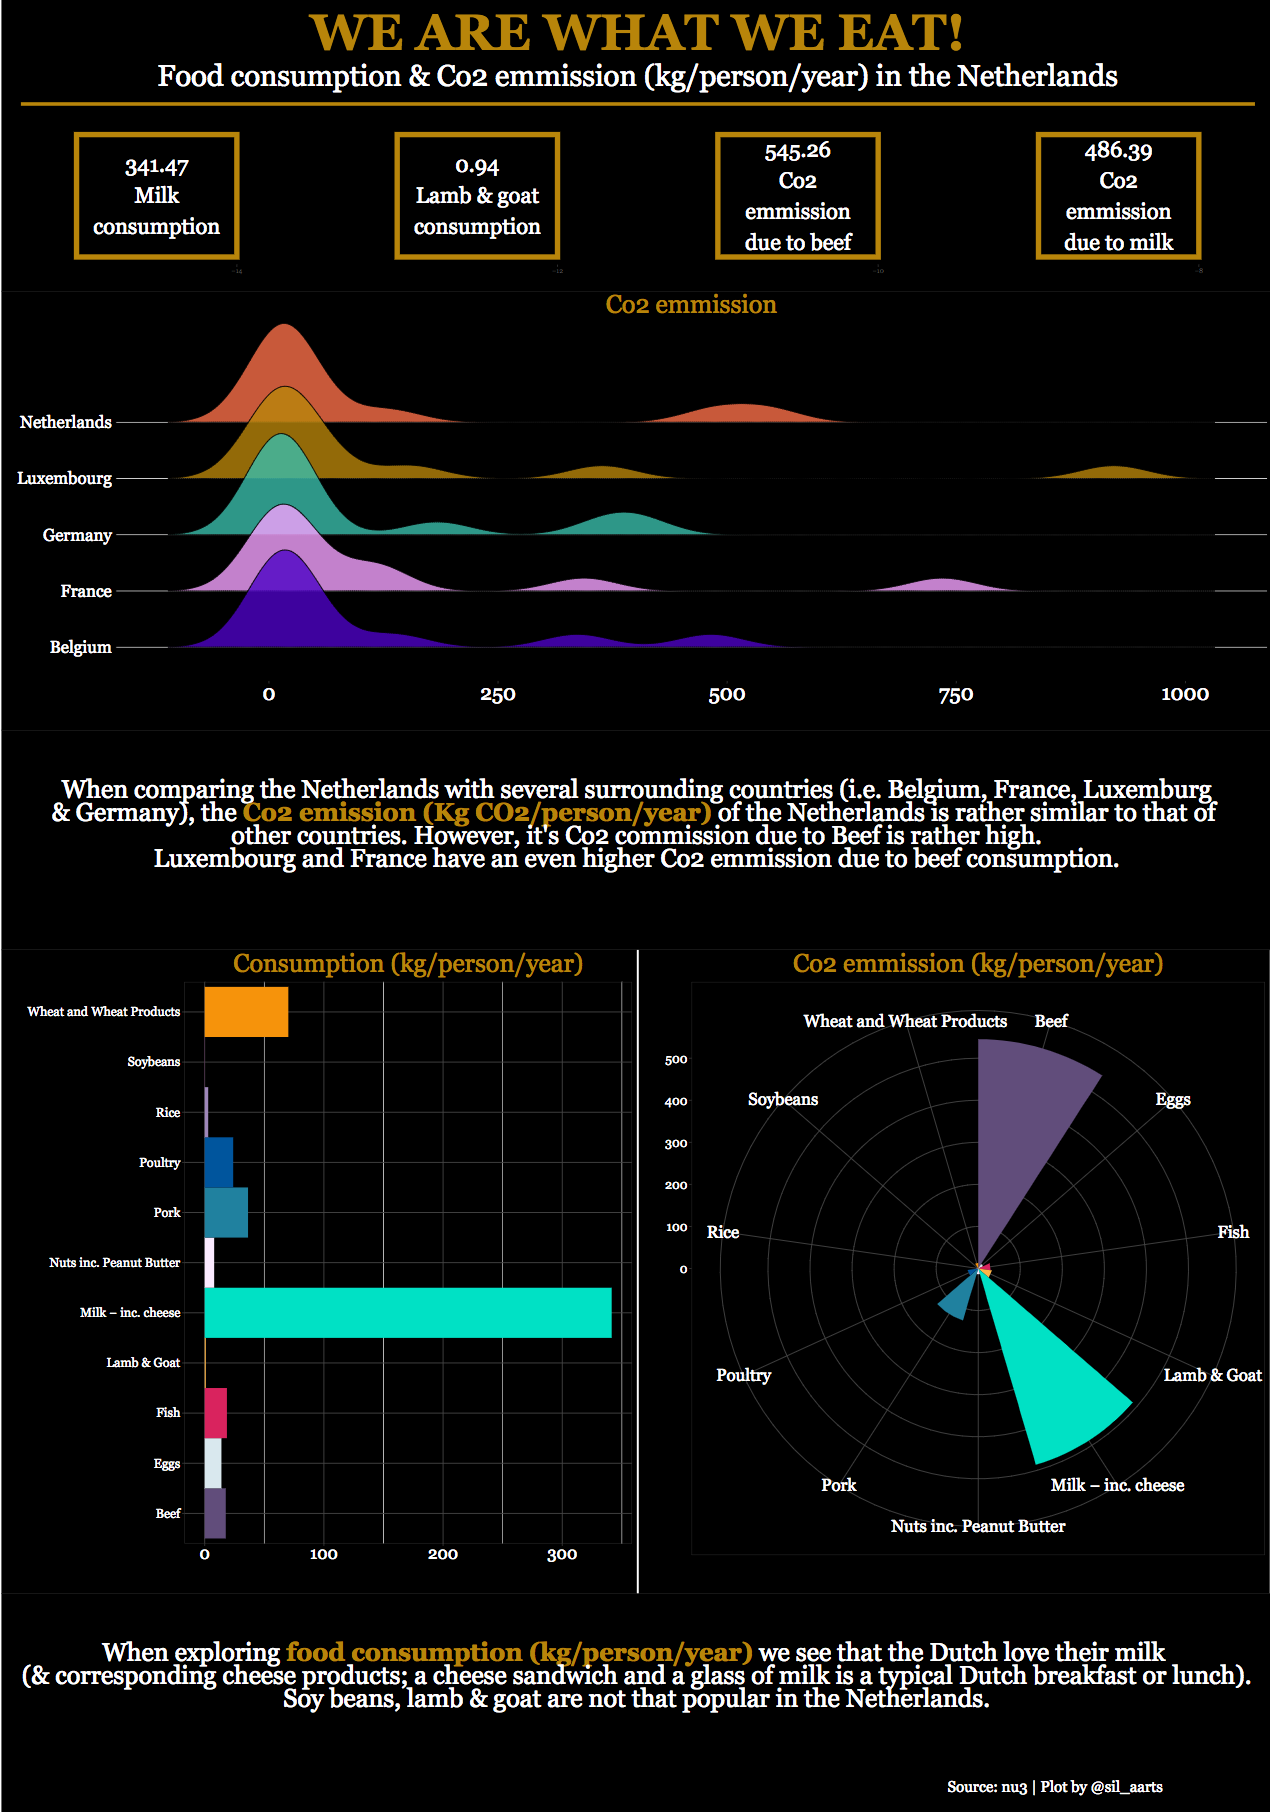 WE ARE WHAT WE EAT!
Food consumption & Co2 emmission (kg/person/year) in the Netherlands
341.47
Milk
consumption
0.94
Lamb & goat
consumption
545.26
Co2
emmission
due to beef
486.39
Co2
emmission
due to milk
-14
-12
-10
-8
Co2 emmission
Netherlands
Luxembourg
Germany
France
Belgium
0 250 500 750 1000
When comparing the Netherlands with several surrounding countries (i.e. Belgium, France, Luxemburg
& Germany), the Co2 emission (Kg CO2/person/year) of the Netherlands is rather similar to that of
other countries. However, it's Co2 commission due to Beef is rather high.
Luxembourg and France have an even higher Co2 emmission due to beef consumption.
Consumption (kg/person/year)
Wheat and Wheat Products
Soybeans
Rice
Poultry
Pork
Nuts inc. Peanut Butter
Milk – inc. cheese
Lamb & Goat
Fish
Eggs
Beef
0 100 200 300
Co2 emmission (kg/person/year)
Wheat and Wheat Products
Beef
Soybeans
Eggs
Rice
Fish
Poultry
Lamb & Goat
Pork
Milk – inc. cheese
Nuts inc. Peanut Butter
500
400
300
200
100
0
When exploring food consumption (kg/person/year) we see that the Dutch love their milk
(& corresponding cheese products; a cheese sandwich and a glass of milk is a typical Dutch breakfast or lunch).
Soy beans, lamb & goat are not that popular in the Netherlands.
Source: nu3 | Plot by @sil_aarts